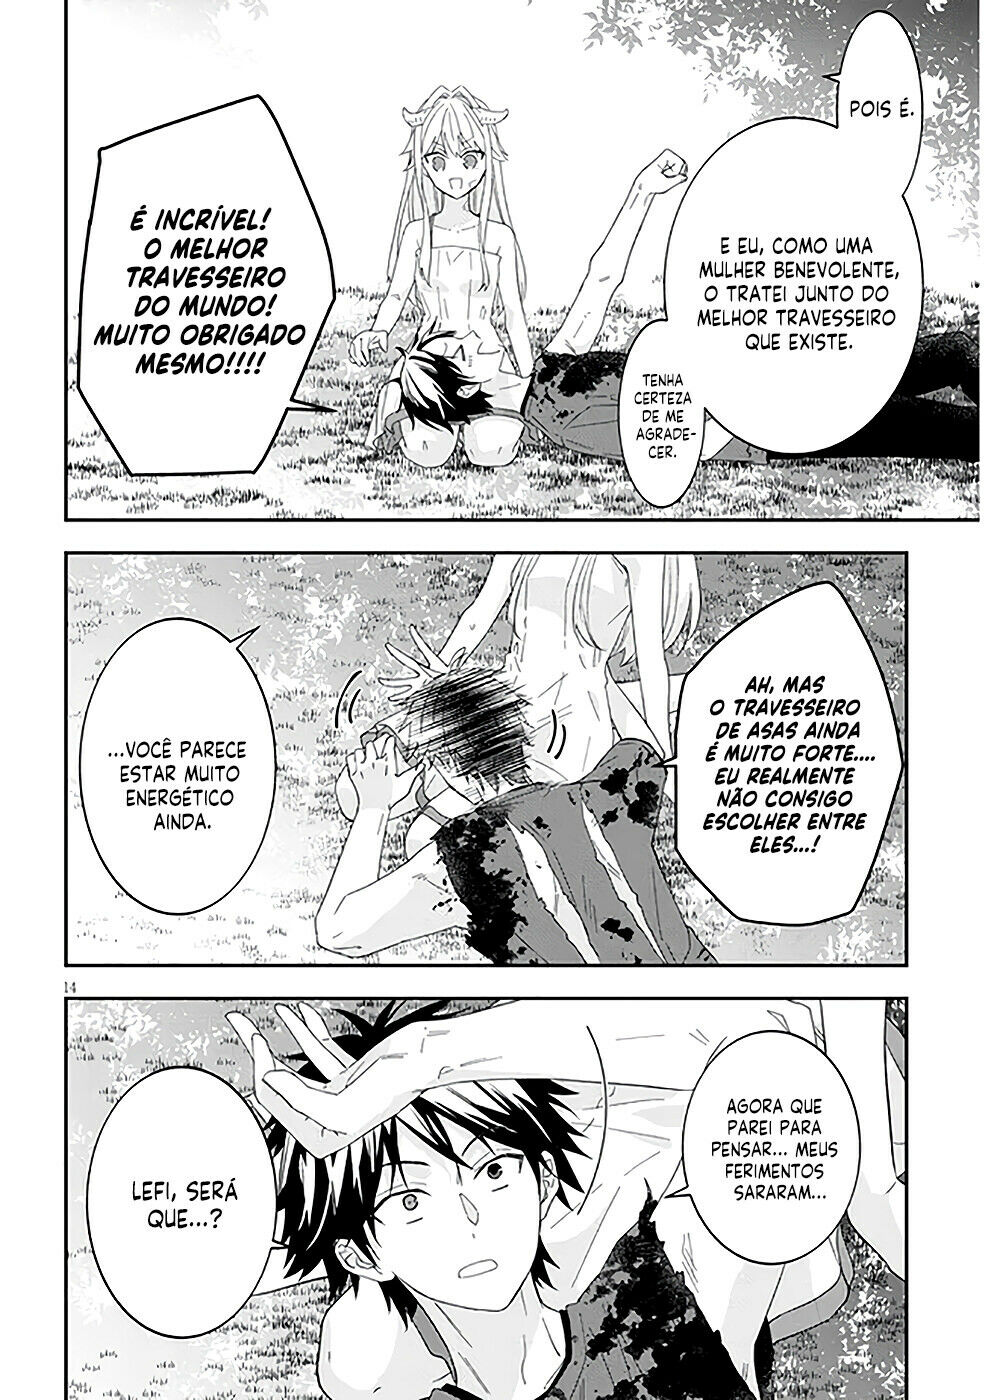 POIS É.
E EU, COMO UMA
MULHER BENEVOLENTE,
O TRATEI JUNTO DO
MELHOR TRAVESSEIRO
QUE EXISTE.
TENHA
CERTEZA
DE ME
AGRADE-
CER.
É INCRÍVEL!
O MELHOR
TRAVESSEIRO
DO MUNDO!
MUITO OBRIGADO
MESMO!!!!
AH, MAS
O TRAVESSEIRO
DE ASAS AINDA
É MUITO FORTE....
EU REALMENTE
NÃO CONSIGO
ESCOLHER ENTRE
ELES...!
...VOCÊ PARECE
ESTAR MUITO
ENERGÉTICO
AINDA.
14
AGORA QUE
PAREI PARA
PENSAR... MEUS
FERIMENTOS
SARARAM...
LEFI, SERÁ
QUE...?